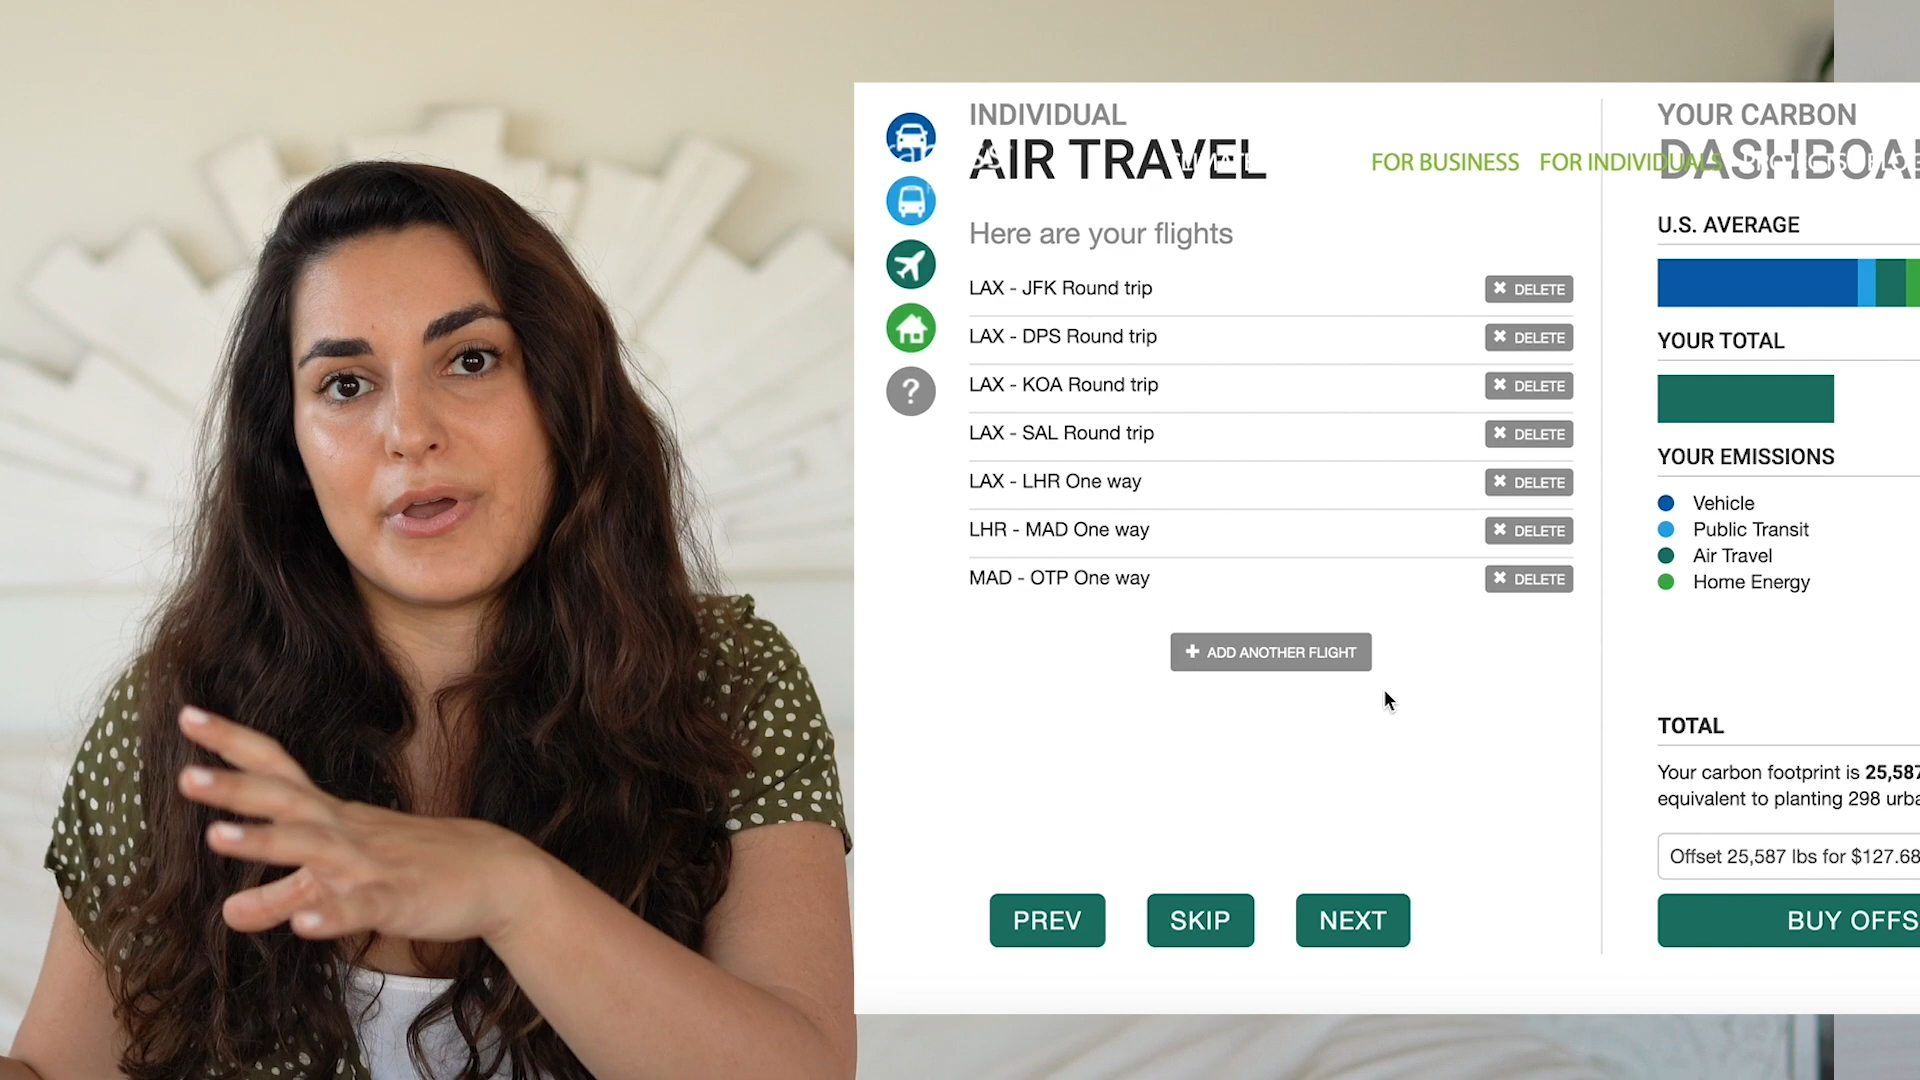 INDIVIDUAL
AIR TRAVEL
FOR BUSINESS FOR INDIVIDUALS
Here are your flights
LAX - JFK Round trip
DELETE
LAX - DPS Round trip
DELETE
LAX - KOA Round trip
DELETE
LAX - SAL Round trip
DELETE
LAX - LHR One way
DELETE
LHR - MAD One way
DELETE
MAD - OTP One way
DELETE
ADD ANOTHER FLIGHT
PREV
SKIP
NEXT
YOUR CARBON
U.S. AVERAGE
YOUR TOTAL
YOUR EMISSIONS
Vehicle
Public Transit
Air Travel
Home Energy
TOTAL
Your carbon footprint is 25,587
equivalent to planting 298
Offset 25,587 lbs for $127.68
BUY